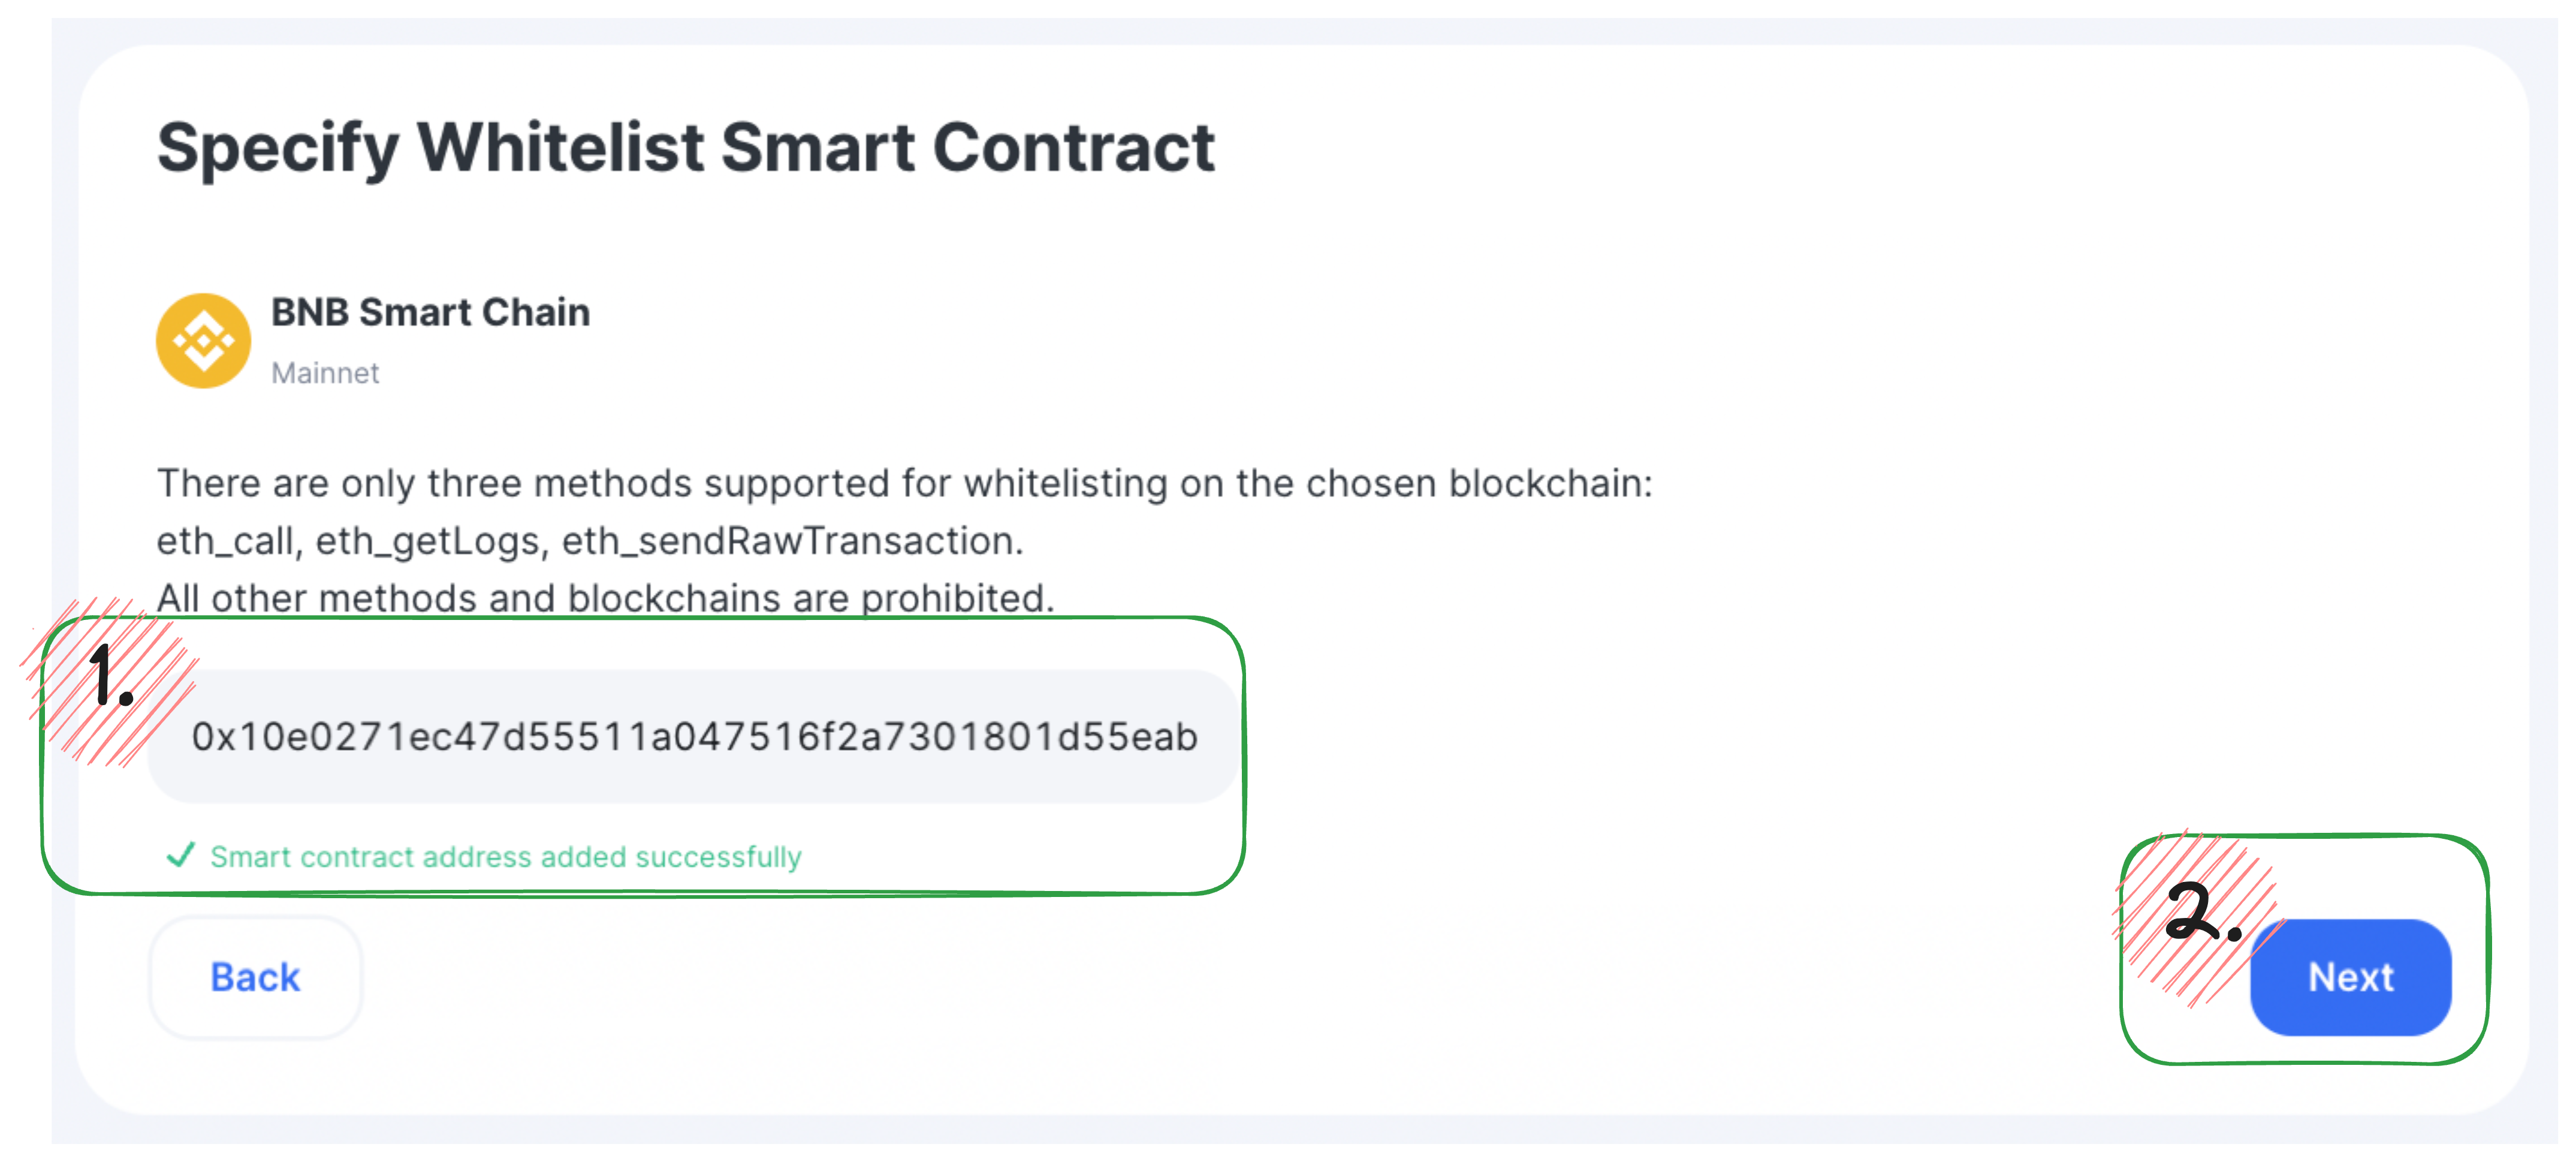 Specify Whitelist Smart Contract
BNB Smart Chain
Mainnet
There are only three methods supported for whitelisting on the chosen blockchain:
eth_call, eth_getLogs, eth_sendRawTransaction.
All other methods and blockchains are prohibited.
1.
0x10e0271ec47d55511a047516f2a7301801d55eab
Smart contract address added successfully
2.
Back
Next